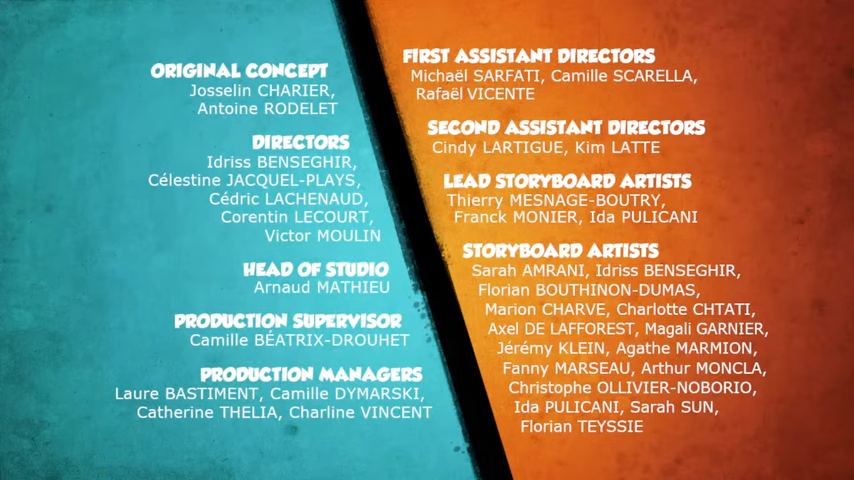 ORIGINAL CONCEPT
Josselin CHARIER,
Antoine RODELET
DIRECTORS
Idriss BENSEGHIR,
Célestine JACQUEL-PLAYS,
Cédric LACHENAUD,
Corentin LECOURT,
Victor MOULIN
HEAD OF STUDIO
Arnaud MATHIEU
PRODUCTION SUPERVISOR
Camille BÉATRIX-DROUHET
PRODUCTION MANAGERS
Laure BASTIMENT, Camille DYMARSKI,
Catherine THELIA, Charline VINCENT
FIRST ASSISTANT DIRECTORS
Michaël SARFATI, Camille SCARELLA,
Rafaël VICENTE
SECOND ASSISTANT DIRECTORS
Cindy LARTIGUE, Kim LATTE
LEAD STORYBOARD ARTISTS
Thierry MESNAGE-BOUTRY,
Franck MONIER, Ida PULICANI
STORYBOARD ARTISTS
Sarah AMRANI, Idriss BENSEGHIR,
Florian BOUTHINON-DUMAS,
Marion CHARVE, Charlotte CHTATI,
Axel DE LAFFOREST, Magali GARNIER,
Jérémy KLEIN, Agathe MARMION,
Fanny MARSEAU, Arthur MONCLA,
Christophe OLLIVIER-NOBORIO,
Ida PULICANI, Sarah SUN,
Florian TEYSSIE